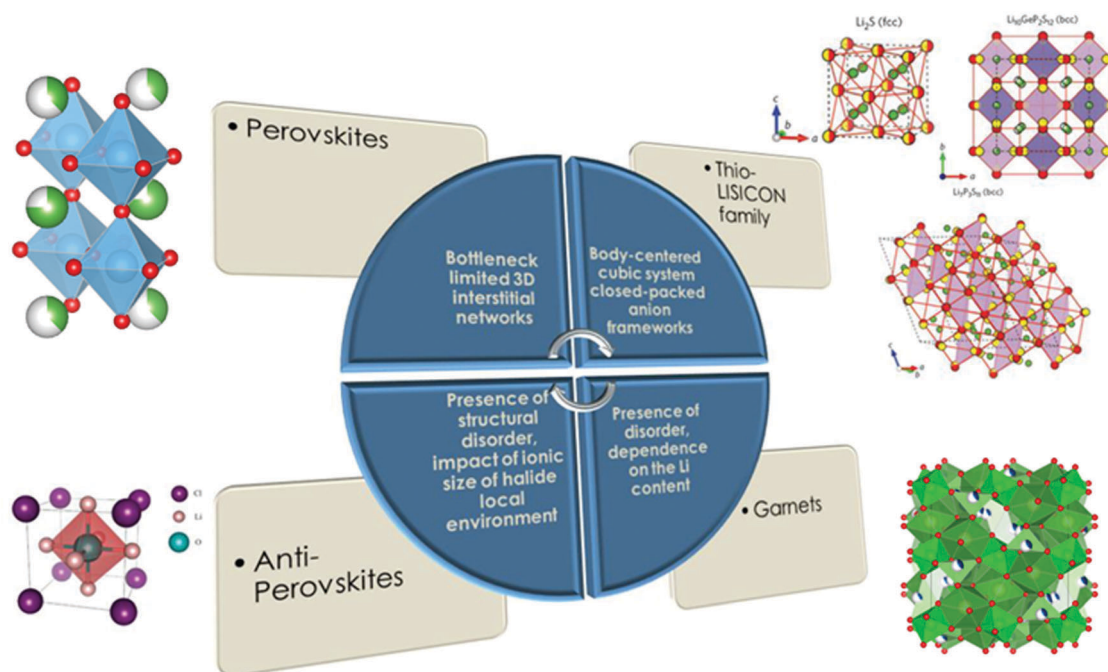 Li₂S (fcc)
Li₁₀GeP₂S₁₂ (bcc)
c
b
a
b
a
Li₇P₃S₁₁ (bcc)
c
a
b
• Perovskites
• Thio-
LISICON
family
Bottleneck
limited 3D
interstitial
networks
Body-centered
cubic system
closed-packed
anion
frameworks
Presence of
structural
disorder,
impact of ionic
size of halide
local
environment
Presence of
disorder,
dependence
on the Li
content
Cl
Li
O
• Anti-
Perovskites
• Garnets